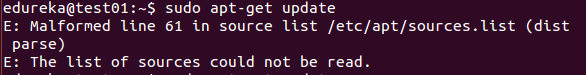 edureka@test01:~$ sudo apt-get update
E: Malformed line 61 in source list /etc/apt/sources.list (dist
 parse)
E: The list of sources could not be read.